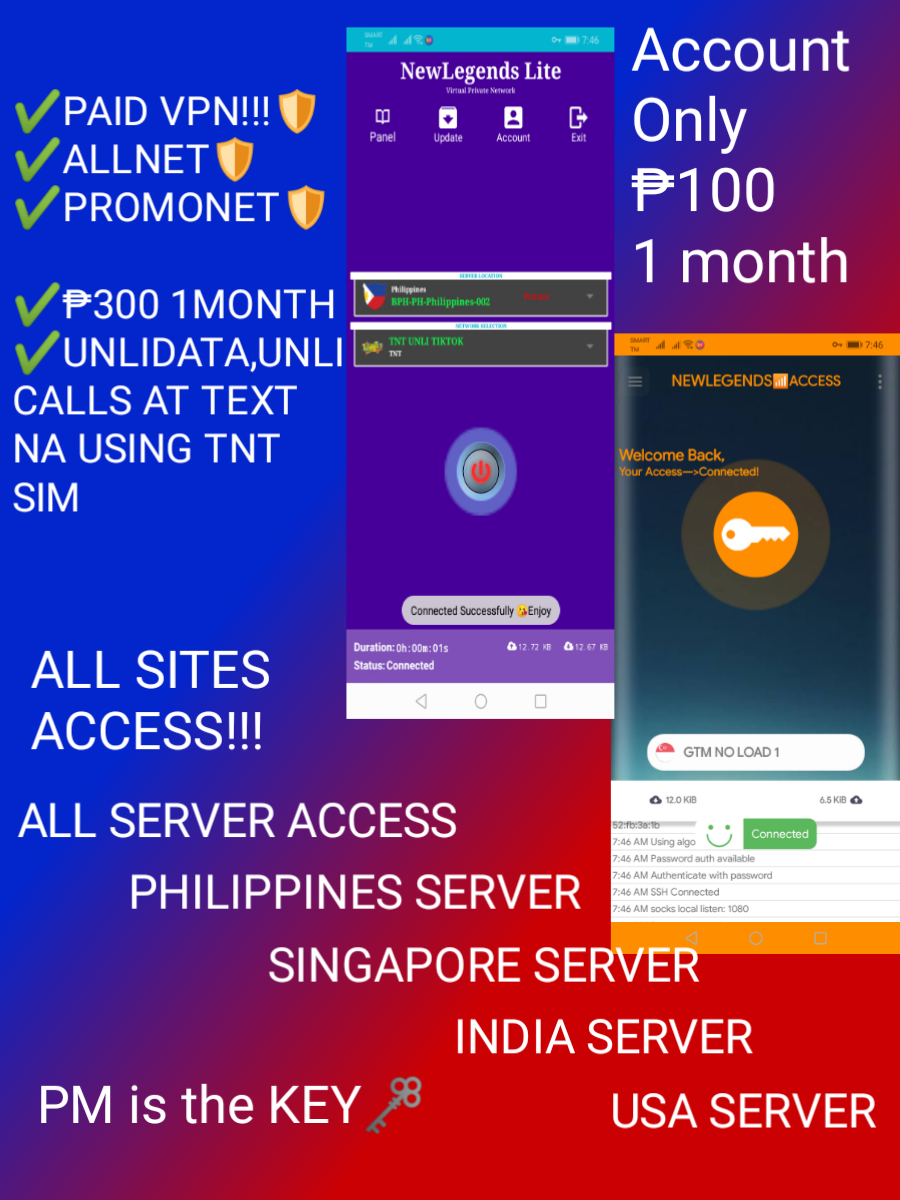 ✔PAID VPN!!!🛡
✔ALLNET🛡
✔PROMONET🛡
✔₱300 1MONTH
✔UNLIDATA,UNLI
CALLS AT TEXT
NA USING TNT
SIM
SMART
TM
7:46
NewLegends Lite
Virtual Private Network
Panel Update Account Exit
SERVER LOCATION
Philippines
BPH-PH-Philippines-002
NETWORK SELECTION
TNT UNLI TIKTOK
TNT
Connected Successfully 😘Enjoy
Duration: 0h:00m:01s 12.72 KB 12.67 KB
Status: Connected
Account
Only
₱100
1 month
SMART
TM
7:46
NEWLEGENDS📶ACCESS
Welcome Back,
Your Access—>Connected!
GTM NO LOAD 1
12.0 KiB 6.5 KiB
52:fb:3a:1b
7:46 AM Using algo
Connected
7:46 AM Password auth available
7:46 AM Authenticate with password
7:46 AM SSH Connected
7:46 AM socks local listen: 1080
ALL SITES
ACCESS!!!
ALL SERVER ACCESS
PHILIPPINES SERVER
SINGAPORE SERVER
INDIA SERVER
PM is the KEY🗝
USA SERVER